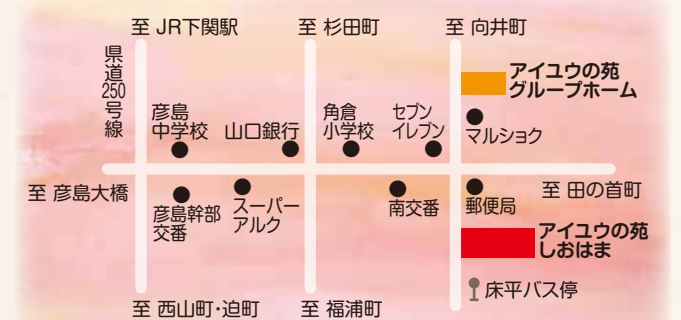 至 JR下関駅
至 杉田町
至 向井町
県道250号線
アイユウの苑
グループホーム
彦島
中学校
山口銀行
角倉
小学校
セブン
イレブン
マルショク
至 彦島大橋
彦島幹部
交番
スーパー
アルク
南交番
郵便局
至 田の首町
アイユウの苑
しおはま
床平バス停
至 西山町・迫町
至 福浦町